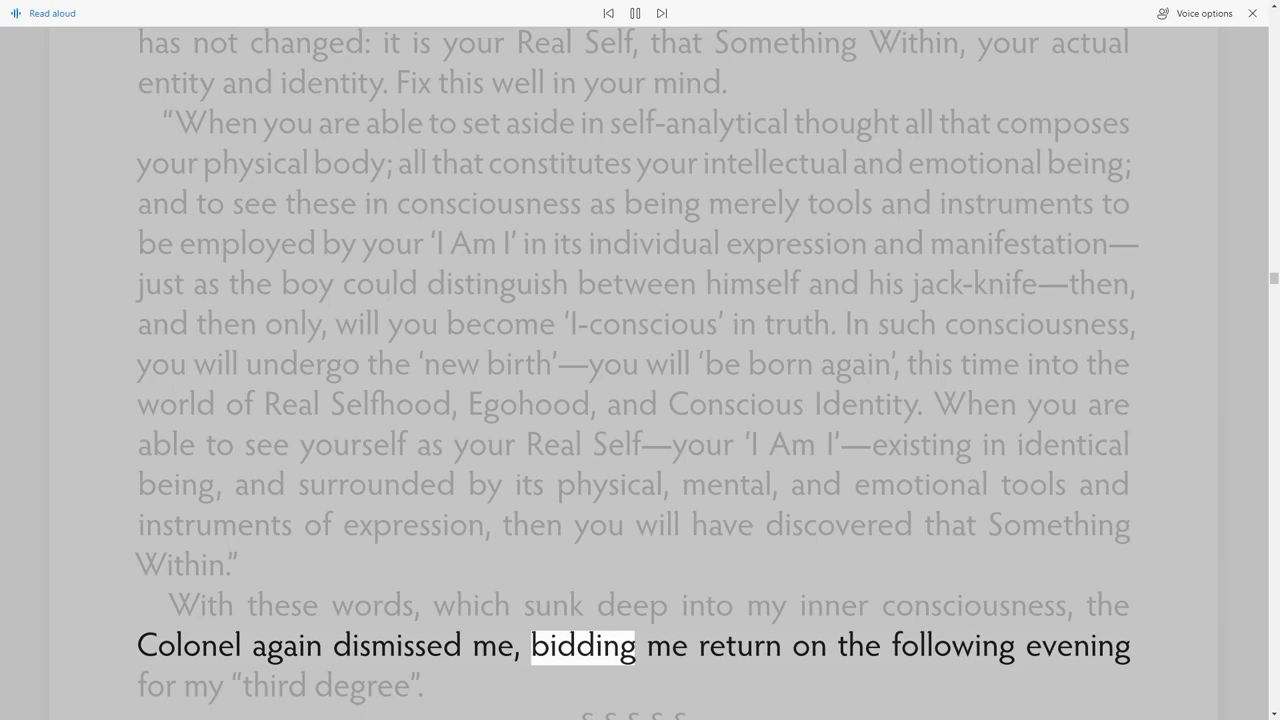 Read aloud
Voice options
has not changed: it is your Real Self, that Something Within, your actual
entity and identity. Fix this well in your mind.
“When you are able to set aside in self-analytical thought all that composes
your physical body; all that constitutes your intellectual and emotional being;
and to see these in consciousness as being merely tools and instruments to
be employed by your ‘I Am I’ in its individual expression and manifestation—
just as the boy could distinguish between himself and his jack-knife—then,
and then only, will you become ‘I-conscious’ in truth. In such consciousness,
you will undergo the ‘new birth’—you will ‘be born again’, this time into the
world of Real Selfhood, Egohood, and Conscious Identity. When you are
able to see yourself as your Real Self—your ‘I Am I’—existing in identical
being, and surrounded by its physical, mental, and emotional tools and
instruments of expression, then you will have discovered that Something
Within.”
With these words, which sunk deep into my inner consciousness, the
Colonel again dismissed me, bidding me return on the following evening
for my “third degree”.